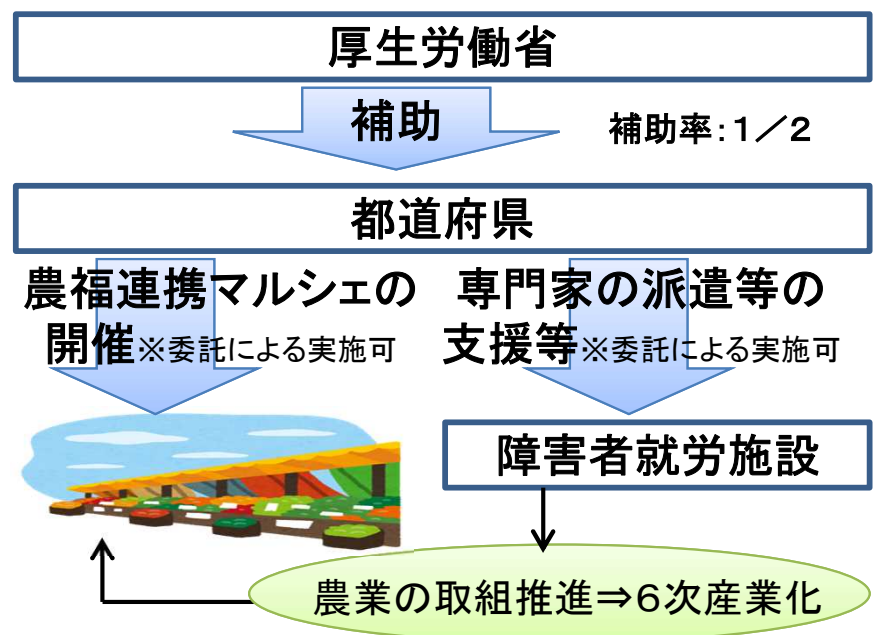 厚生労働省
補助
補助率：１／２
都道府県
農福連携マルシェの
開催※委託による実施可
専門家の派遣等の
支援等※委託による実施可
障害者就労施設
農業の取組推進⇒６次産業化